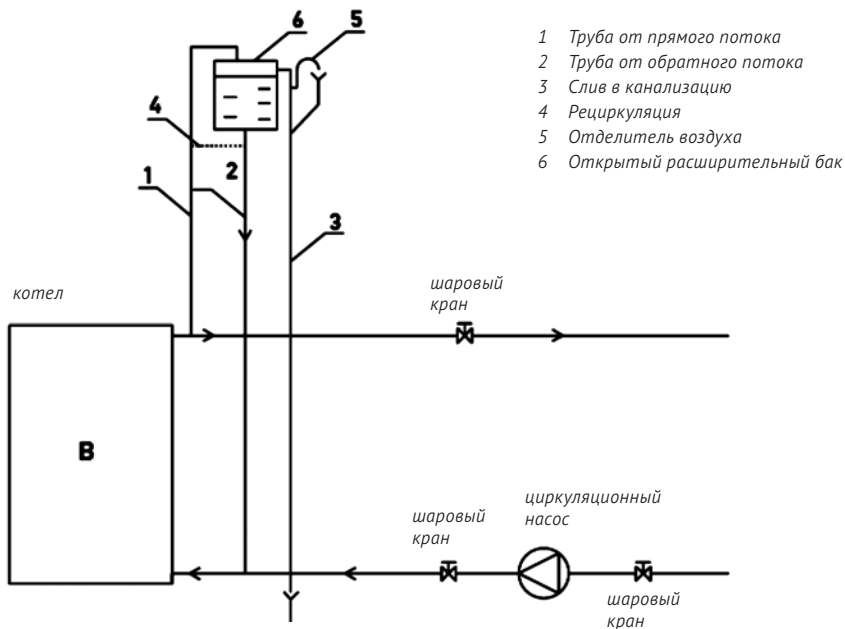 6
5
1 Труба от прямого потока
2 Труба от обратного потока
3 Слив в канализацию
4 Рециркуляция
5 Отделитель воздуха
6 Открытый расширительный бак
4
2
1
3
котел
шаровый
кран
B
циркуляционный
насос
шаровый
кран
шаровый
кран